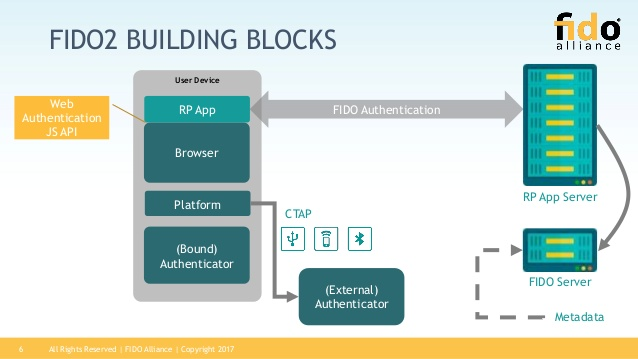 FIDO2 BUILDING BLOCKS
fido
alliance
User Device
Web
Authentication
JS API
RP App
FIDO Authentication
Browser
RP App Server
Platform
CTAP
(Bound)
Authenticator
(External)
Authenticator
FIDO Server
Metadata
6
All Rights Reserved | FIDO Alliance | Copyright 2017